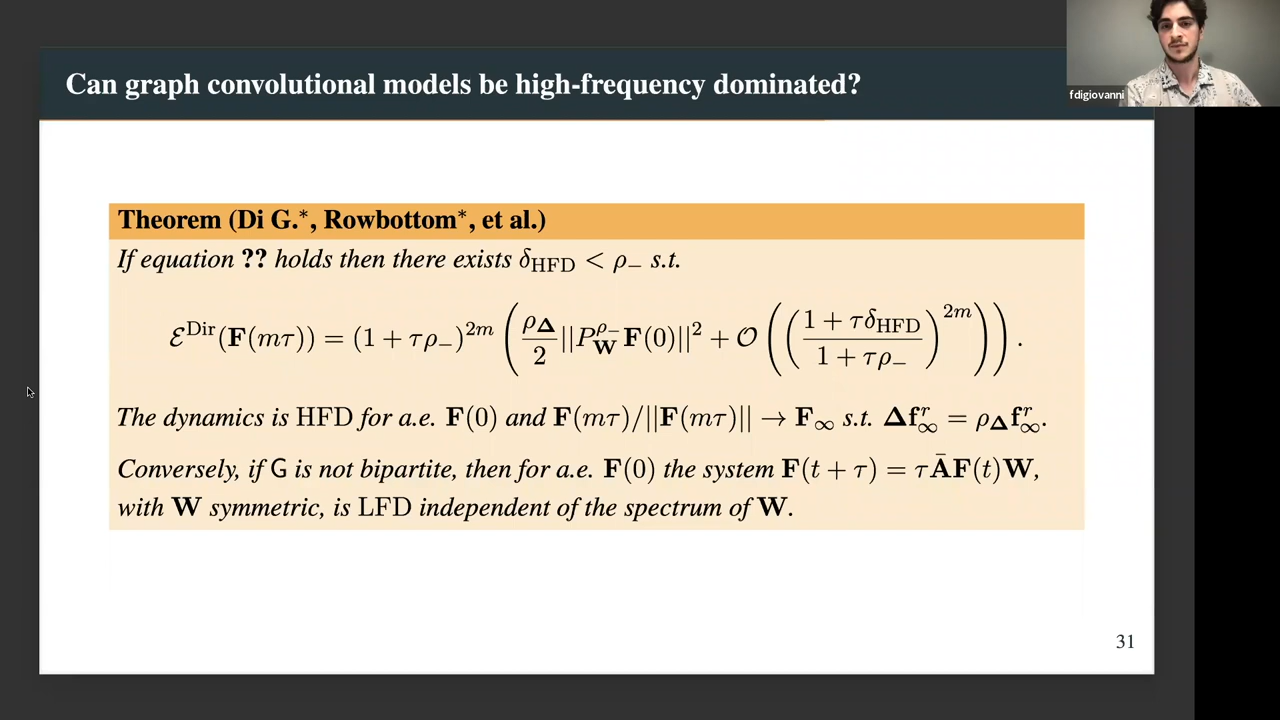 Can graph convolutional models be high-frequency dominated?
fdigiovanni
Theorem (Di G.*, Rowbottom*, et al.)
If equation ?? holds then there exists δ_HFD < ρ_− s.t.
ℰ^Dir(F(mτ)) = (1 + τρ_−)^{2m} ( ρ_Δ/2 ||P_W^{ρ_−} F(0)||^2 + 𝒪 ( ( (1 + τδ_HFD)/(1 + τρ_−) )^{2m} ) ) .
The dynamics is HFD for a.e. F(0) and F(mτ)/||F(mτ)|| → F_∞ s.t. Δf_∞^r = ρ_Δ f_∞^r.
Conversely, if G is not bipartite, then for a.e. F(0) the system F(t + τ) = τĀF(t)W,
with W symmetric, is LFD independent of the spectrum of W.
31